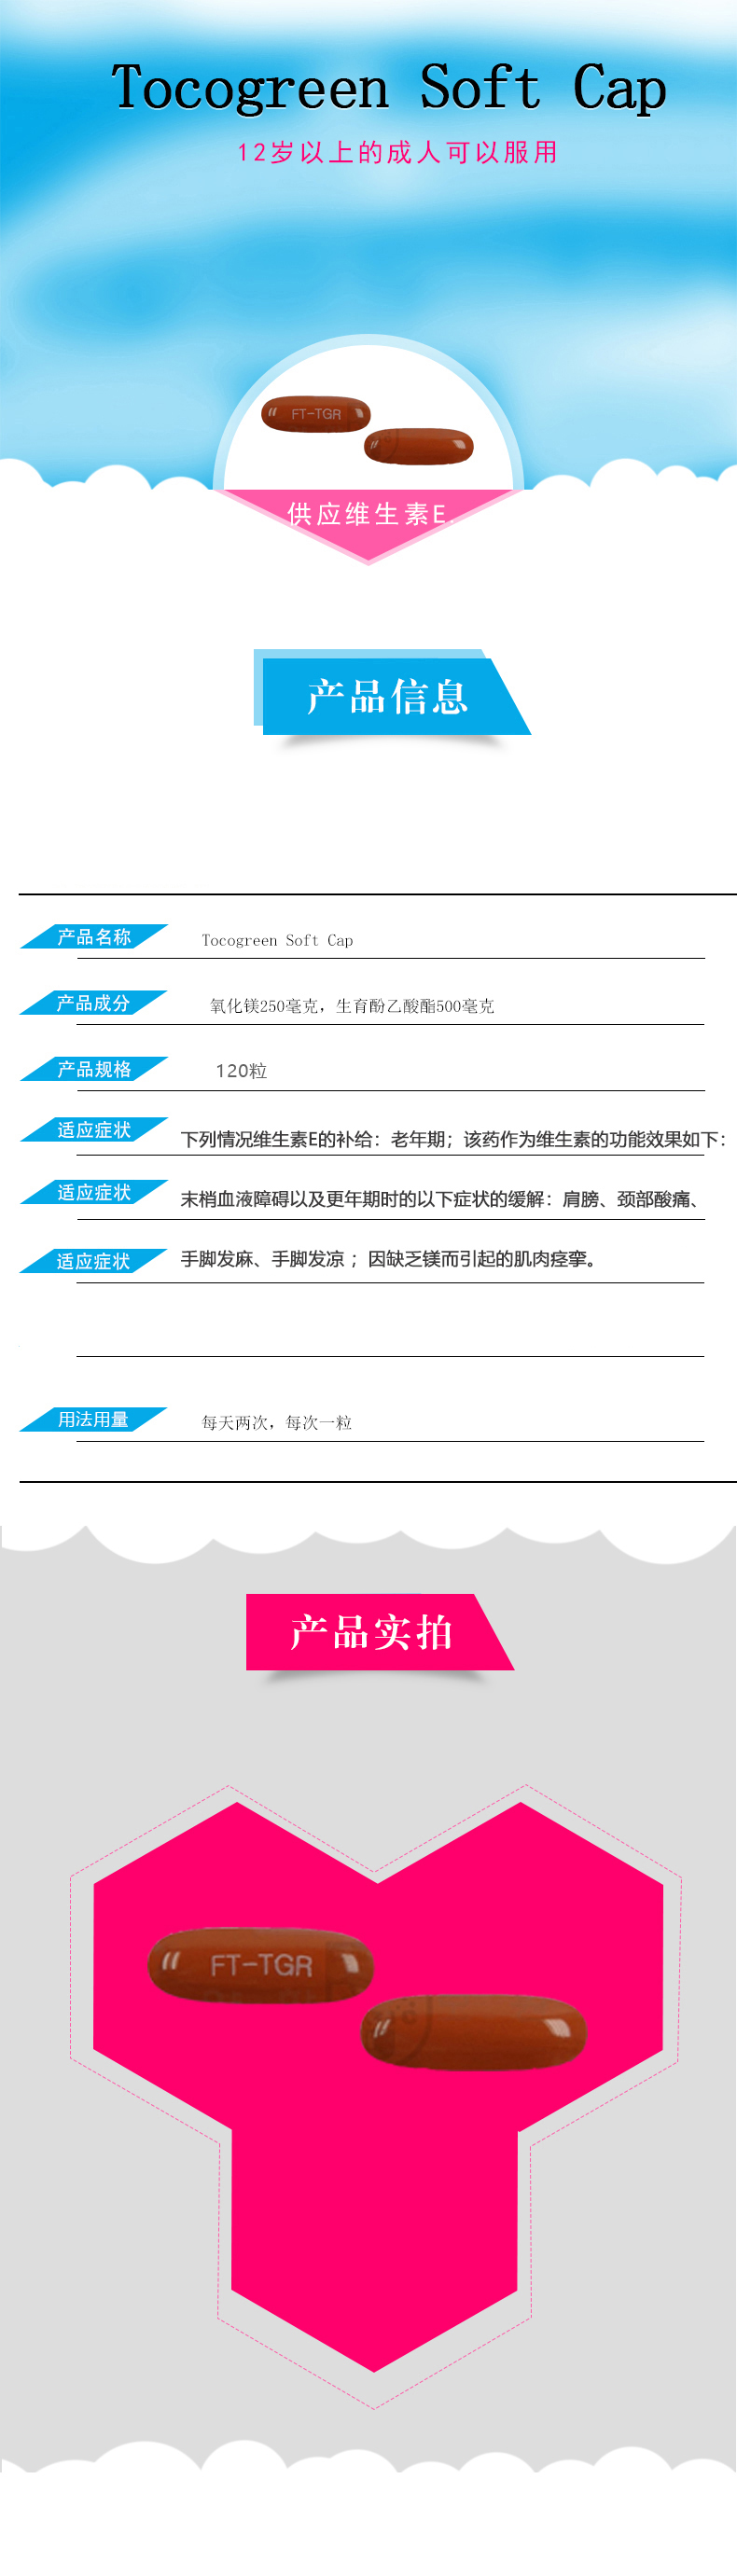 Tocogreen Soft Cap
12岁以上的成人可以服用
FT-TGR
供应维生素E.
产品信息
产品名称 Tocogreen Soft Cap
产品成分 氧化镁250毫克，生育酚乙酸酯500毫克
产品规格 120粒
适应症状 下列情况维生素E的补给：老年期；该药作为维生素的功能效果如下：
适应症状 末梢血液障碍以及更年期时的以下症状的缓解：肩膀、颈部酸痛、
适应症状 手脚发麻、手脚发凉 ；因缺乏镁而引起的肌肉痉挛。
用法用量 每天两次，每次一粒
产品实拍
FT-TGR